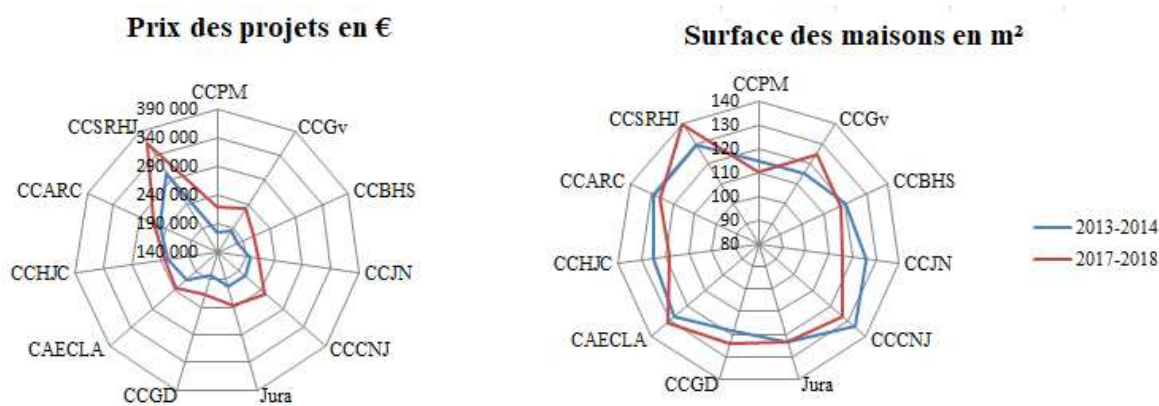 Prix des projets en €
CCPM
390 000
340 000
290 000
240 000
190 000
140 000
CCGv
CCBHS
CCJN
CCCNJ
Jura
CCGD
CAECLA
CCHJC
CCARC
CCSRHJ
Surface des maisons en m²
CCPM
140
130
120
110
100
90
80
CCGv
CCBHS
CCJN
CCCNJ
Jura
CCGD
CAECLA
CCHJC
CCARC
CCSRHJ
2013-2014
2017-2018